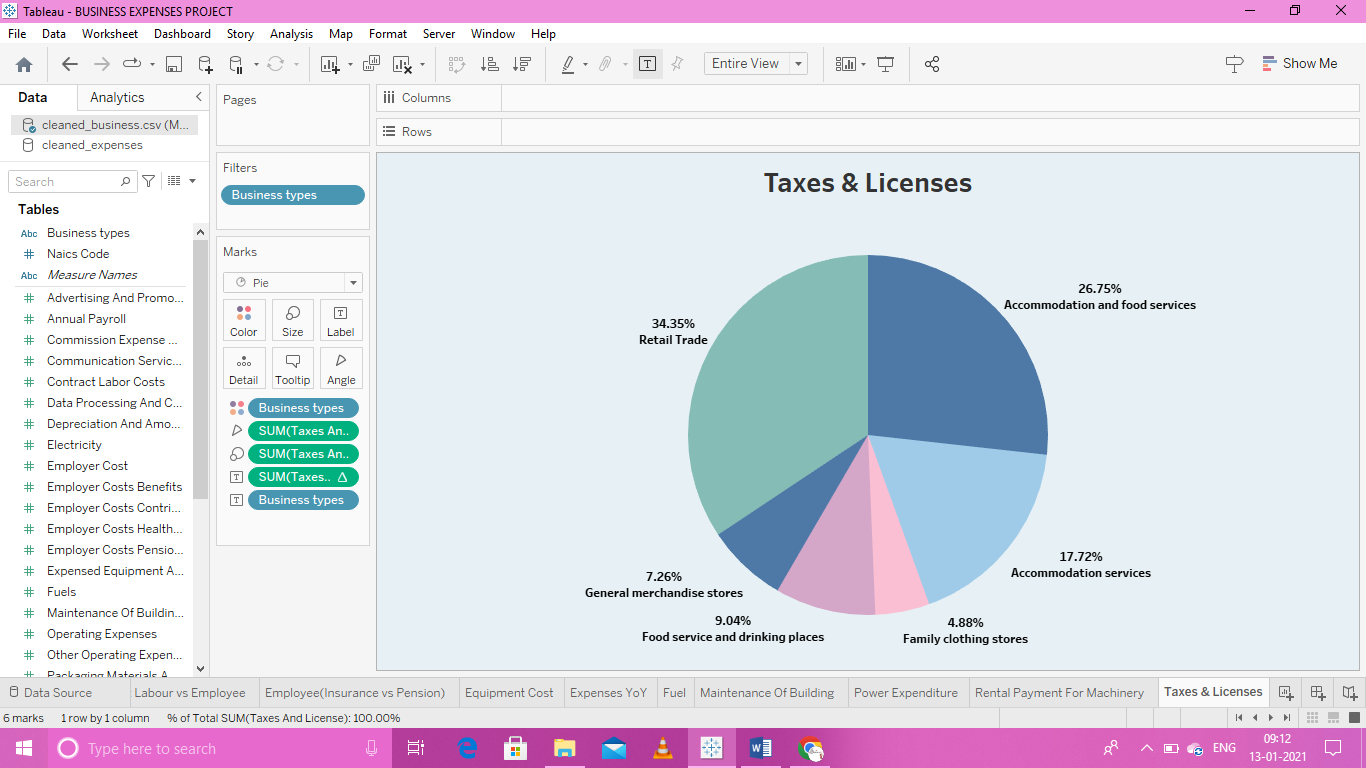 Tableau - BUSINESS EXPENSES PROJECT
File Data Worksheet Dashboard Story Analysis Map Format Server Window Help
Entire View
Show Me
Data Analytics
cleaned_business.csv (M...
cleaned_expenses
Search
Tables
Abc Business types
# Naics Code
Abc Measure Names
# Advertising And Promo...
# Annual Payroll
# Commission Expense ...
# Communication Servic...
# Contract Labor Costs
# Data Processing And C...
# Depreciation And Amo...
# Electricity
# Employer Cost
# Employer Costs Benefits
# Employer Costs Contri...
# Employer Costs Health...
# Employer Costs Pensio...
# Expensed Equipment A...
# Fuels
# Maintenance Of Buildin...
# Operating Expenses
# Other Operating Expen...
Packaging Materials A
Pages
Filters
Business types
Marks
Pie
Color Size Label
Detail Tooltip Angle
Business types
SUM(Taxes An..
SUM(Taxes An..
SUM(Taxes.. △
Business types
Columns
Rows
Taxes & Licenses
26.75%
Accommodation and food services
34.35%
Retail Trade
17.72%
Accommodation services
7.26%
General merchandise stores
9.04%
Food service and drinking places
4.88%
Family clothing stores
Data Source Labour vs Employee Employee(Insurance vs Pension) Equipment Cost Expenses YoY Fuel Maintenance Of Building Power Expenditure Rental Payment For Machinery Taxes & Licenses
6 marks 1 row by 1 column % of Total SUM(Taxes And License): 100.00%
Type here to search
ENG
09:12
13-01-2021